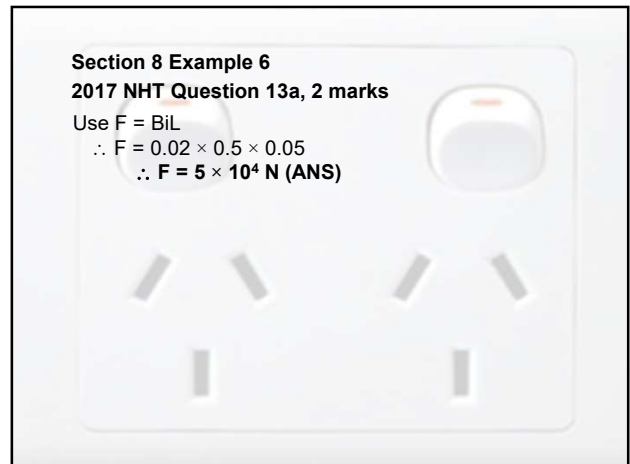 Section 8 Example 6
2017 NHT Question 13a, 2 marks
Use F = BiL
∴ F = 0.02 × 0.5 × 0.05
∴ F = 5 × 10⁴ N (ANS)